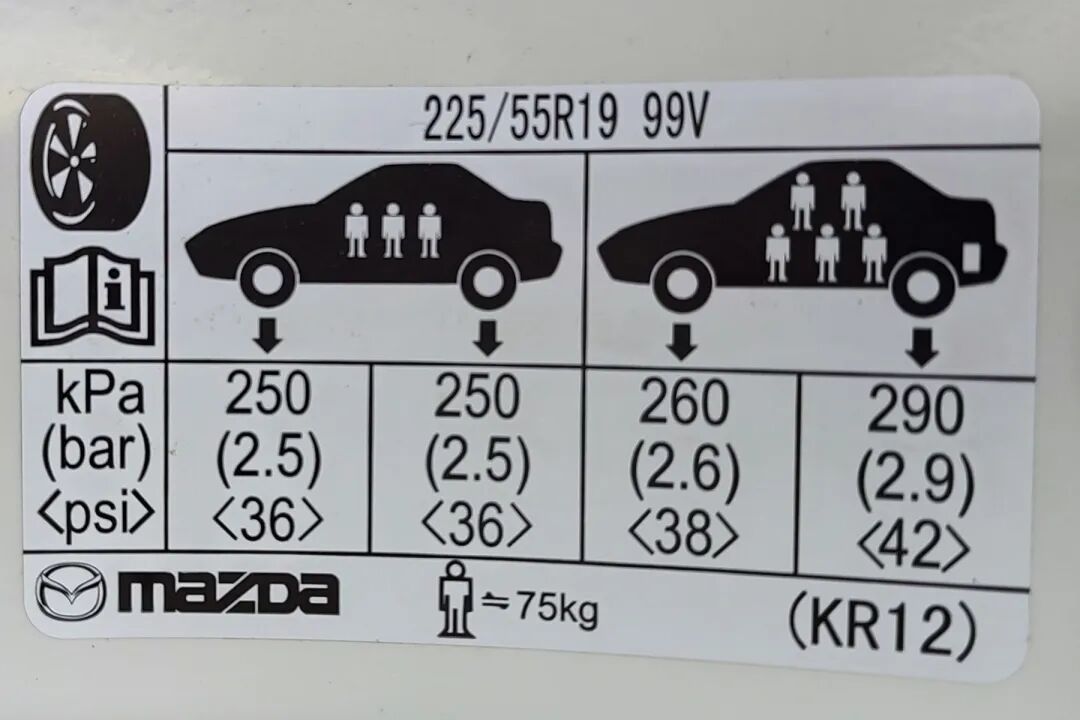 225/55R19 99V
i
kPa 250 250 260 290
(bar) (2.5) (2.5) (2.6) (2.9)
<psi> <36> <36> <38> <42>
mazda ≒75kg (KR12)